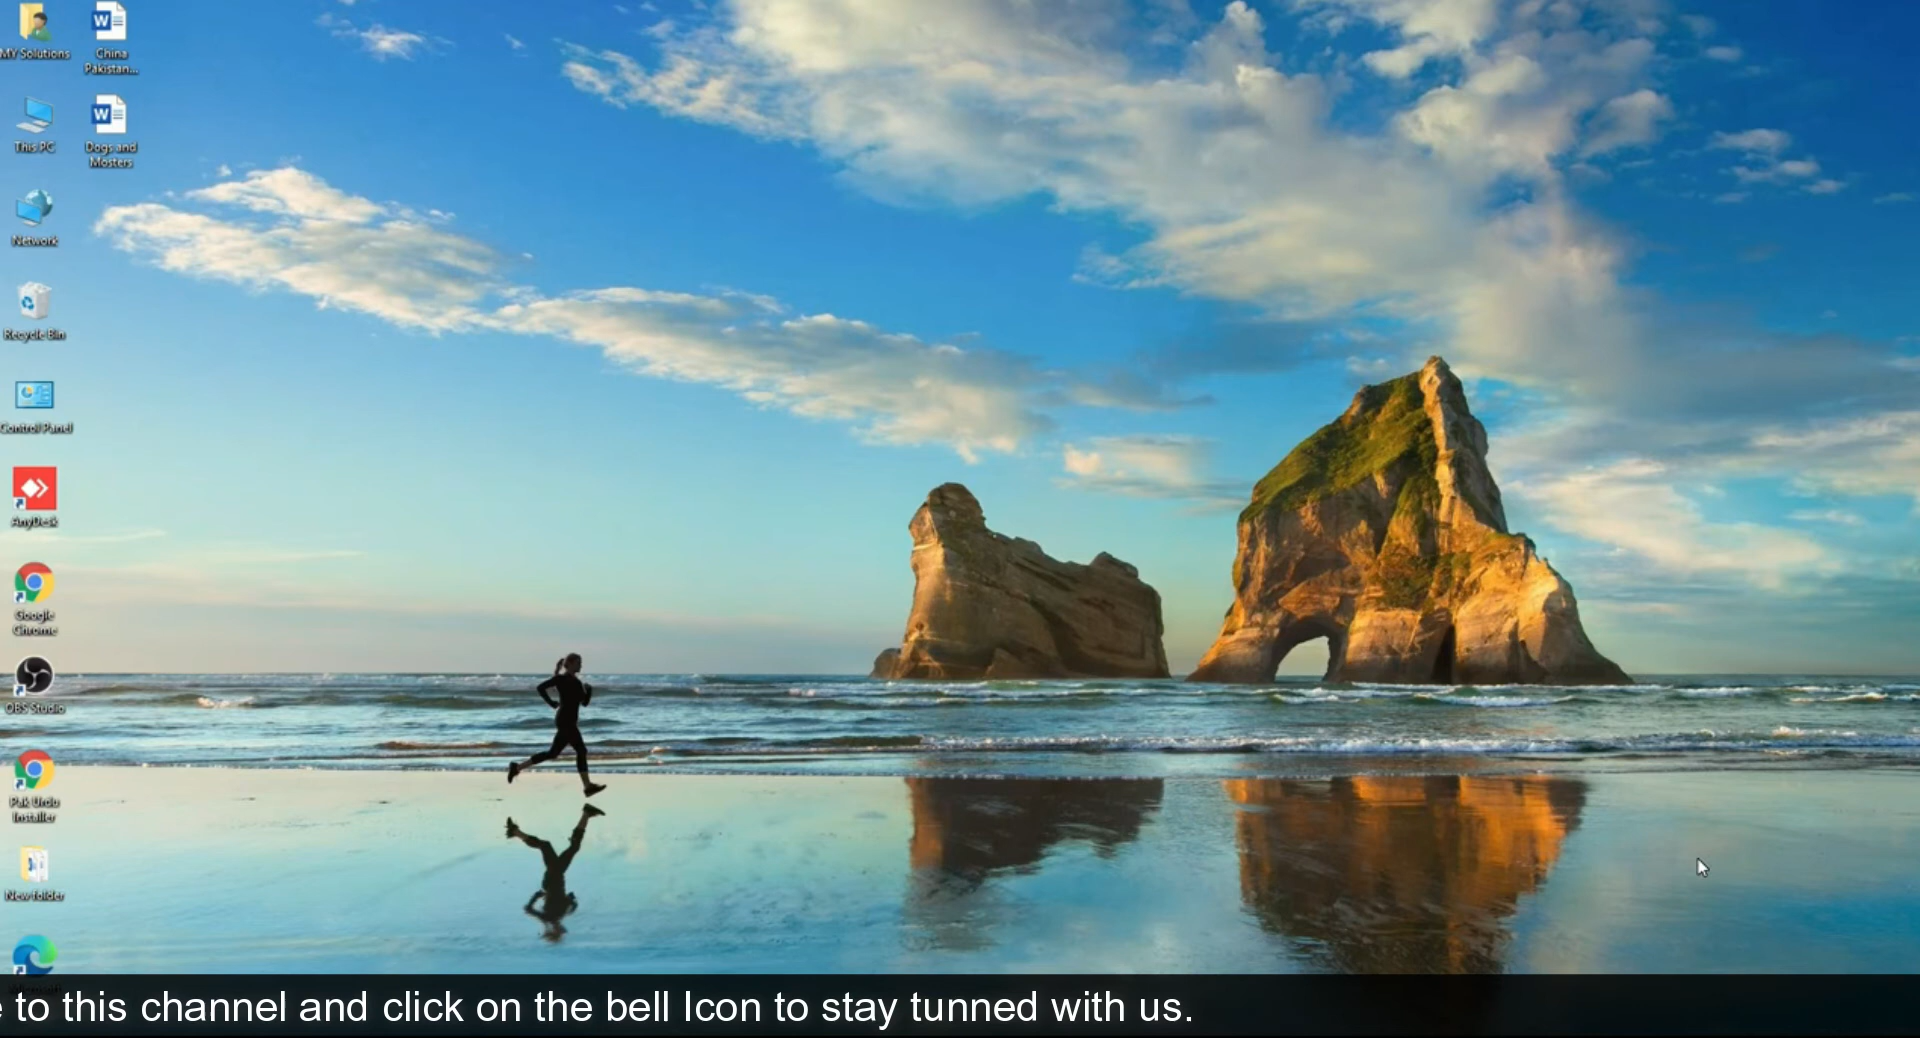 MY Solutions
China
Pakistan...
This PC
Dogs and
Mosters
Network
Recycle Bin
Control Panel
AnyDesk
Google
Chrome
OBS Studio
Pak Urdu
Installer
New folder
to this channel and click on the bell Icon to stay tunned with us.